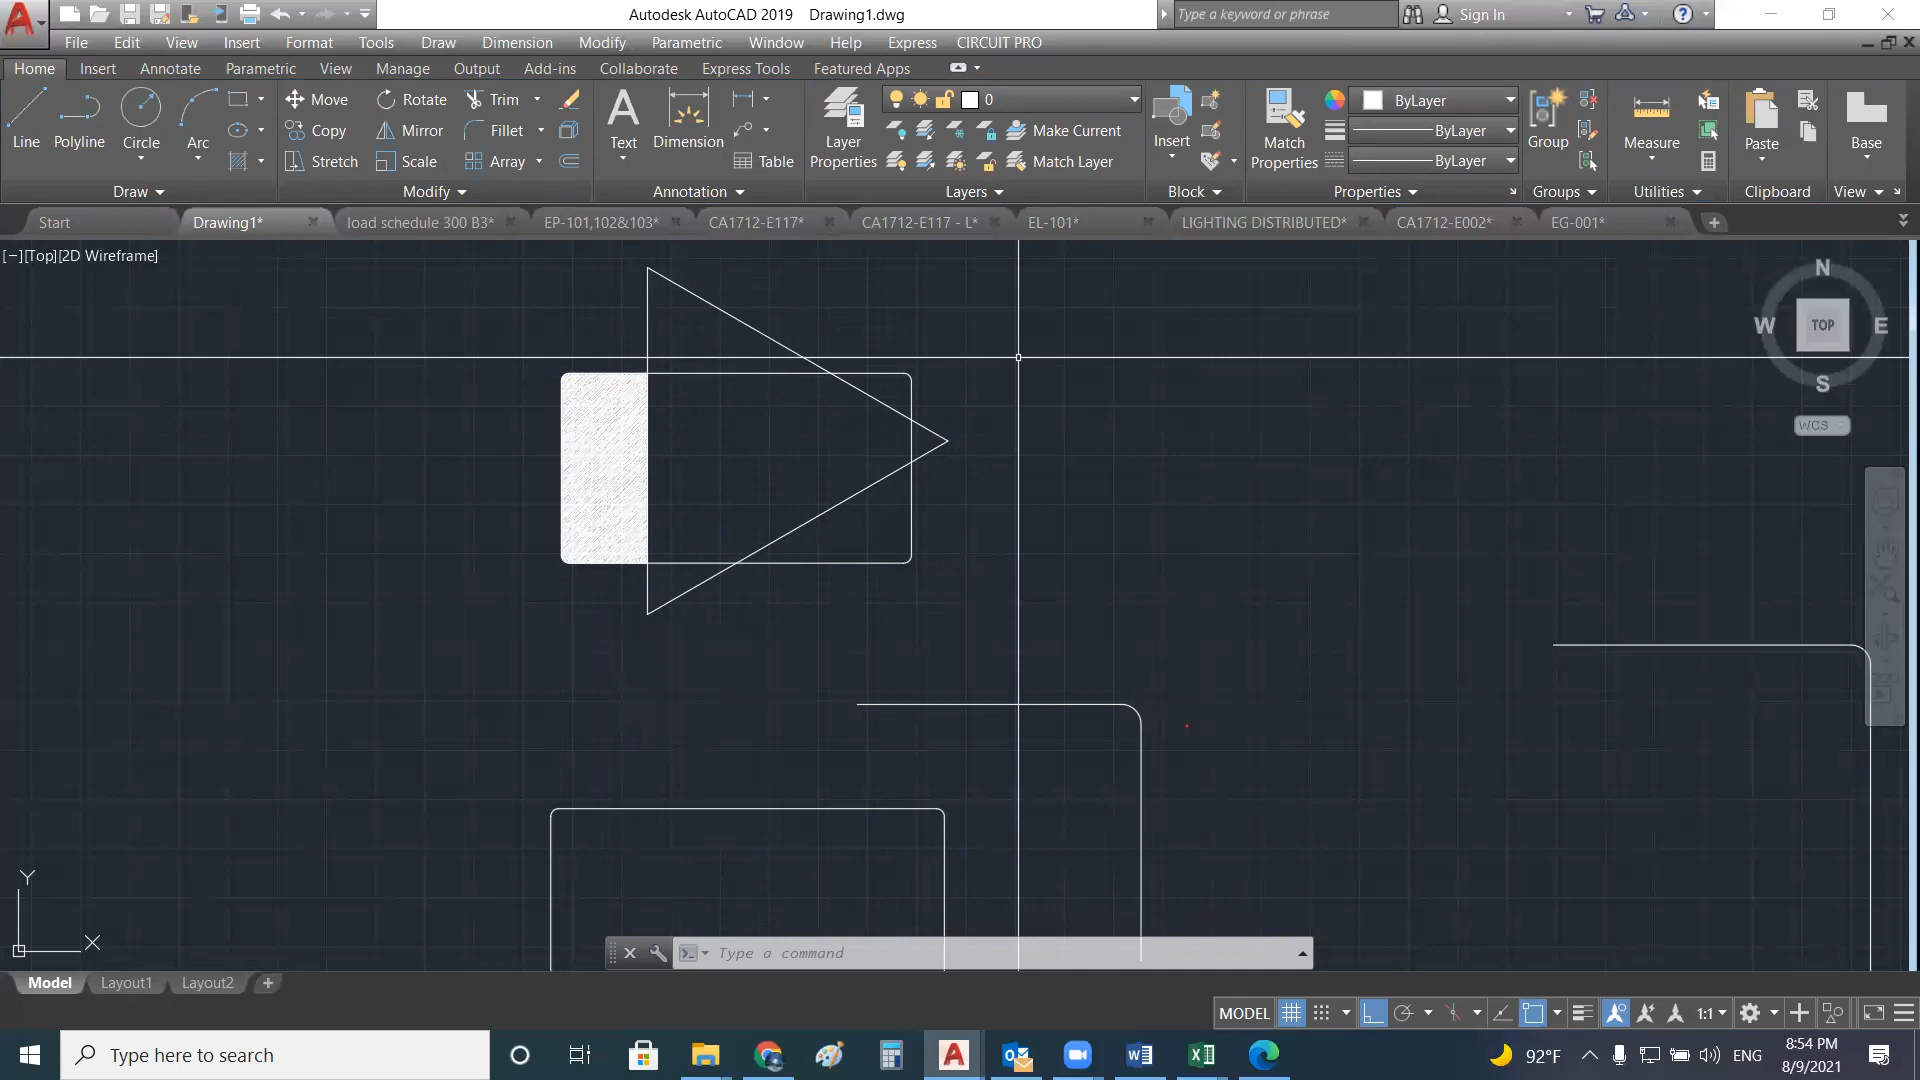 Autodesk AutoCAD 2019 Drawing1.dwg
Type a keyword or phrase
Sign In
File Edit View Insert Format Tools Draw Dimension Modify Parametric Window Help Express CIRCUIT PRO
Home Insert Annotate Parametric View Manage Output Add-ins Collaborate Express Tools Featured Apps
Line Polyline Circle Arc
Move Rotate Trim
Copy Mirror Fillet
Stretch Scale Array
Text Dimension Table
Layer Properties
0
Make Current
Match Layer
Insert
Match Properties
ByLayer
ByLayer
ByLayer
Group
Measure
Paste
Base
Draw Modify Annotation Layers Block Properties Groups Utilities Clipboard View
Start Drawing1* load schedule 300 B3* EP-101,102&103* CA1712-E117* CA1712-E117 - L* EL-101* LIGHTING DISTRIBUTED* CA1712-E002* EG-001*
[−][Top][2D Wireframe]
N
W TOP E
S
WCS
Y
X
Type a command
Model Layout1 Layout2
MODEL 1:1
Type here to search
92°F ENG
8:54 PM
8/9/2021